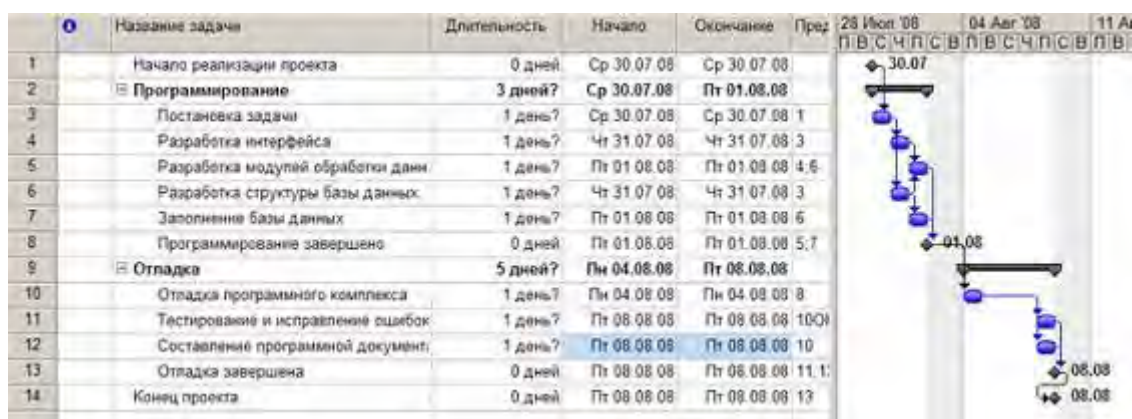 Название задачи Длительность Начало Окончание Пред 28 Июл '08 04 Авг '08 11 А
П В С Ч П С В П В С Ч П С В П В
1 Начало реализации проекта 0 дней Ср 30.07.08 Ср 30.07.08 30.07
2 Программирование 3 дней? Ср 30.07.08 Пт 01.08.08
3 Постановка задачи 1 день? Ср 30.07.08 Ср 30.07.08 1
4 Разработка интерфейса 1 день? Чт 31.07.08 Чт 31.07.08 3
5 Разработка модулей обработки данн 1 день? Пт 01.08.08 Пт 01.08.08 4;6
6 Разработка структуры базы данных 1 день? Чт 31.07.08 Чт 31.07.08 3
7 Заполнение базы данных 1 день? Пт 01.08.08 Пт 01.08.08 6
8 Программирование завершено 0 дней Пт 01.08.08 Пт 01.08.08 5;7 01.08
9 Отладка 5 дней? Пн 04.08.08 Пт 08.08.08
10 Отладка программного комплекса 1 день? Пн 04.08.08 Пн 04.08.08 8
11 Тестирование и исправление ошибок 1 день? Пт 08.08.08 Пт 08.08.08 10ОН
12 Составление программной документ 1 день? Пт 08.08.08 Пт 08.08.08 10
13 Отладка завершена 0 дней Пт 08.08.08 Пт 08.08.08 11;1 08.08
14 Конец проекта 0 дней Пт 08.08.08 Пт 08.08.08 13 08.08